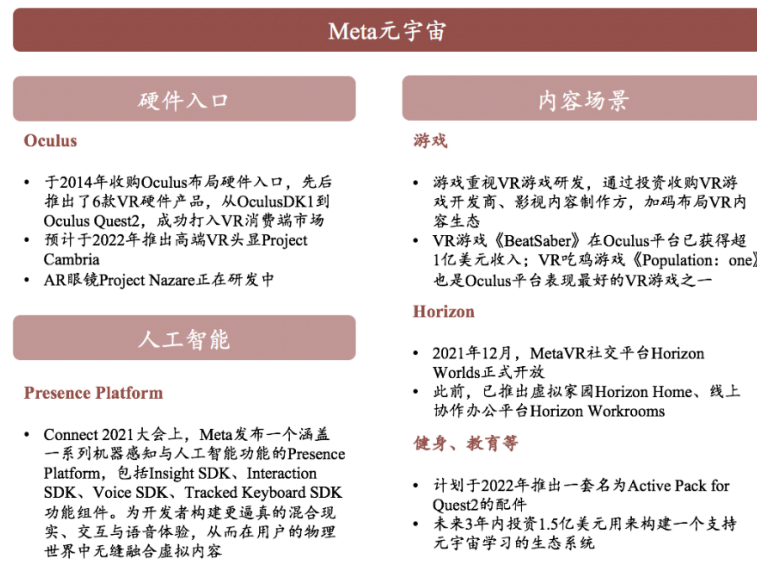 Meta元宇宙
硬件入口
Oculus
• 于2014年收购Oculus布局硬件入口，先后
推出了6款VR硬件产品，从OculusDK1到
Oculus Quest2，成功打入VR消费端市场
• 预计于2022年推出高端VR头显Project
Cambria
• AR眼镜Project Nazare正在研发中
人工智能
Presence Platform
• Connect 2021大会上，Meta发布一个涵盖
一系列机器感知与人工智能功能的Presence
Platform，包括Insight SDK、Interaction
SDK、Voice SDK、Tracked Keyboard SDK
功能组件。为开发者构建更逼真的混合现
实、交互与语音体验，从而在用户的物理
世界中无缝融合虚拟内容
内容场景
游戏
• 游戏重视VR游戏研发，通过投资收购VR游
戏开发商、影视内容制作方，加码布局VR内
容生态
• VR游戏《BeatSaber》在Oculus平台已获得超
1亿美元收入；VR吃鸡游戏《Population：one》
也是Oculus平台表现最好的VR游戏之一
Horizon
• 2021年12月，MetaVR社交平台Horizon
Worlds正式开放
• 此前，已推出虚拟家园Horizon Home、线上
协作办公平台Horizon Workrooms
健身、教育等
• 计划于2022年推出一套名为Active Pack for
Quest2的配件
• 未来3年内投资1.5亿美元用来构建一个支持
元宇宙学习的生态系统